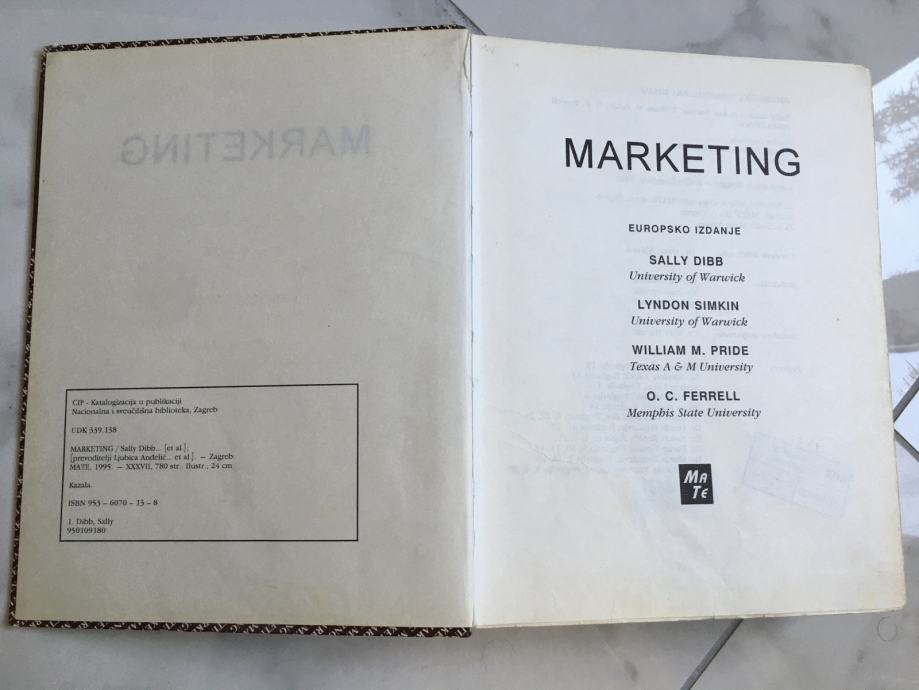 CIP - Katalogizacija u publikaciji
Nacionalna i sveučilišna biblioteka, Zagreb
UDK 339.138
MARKETING / Sally Dibb... [et al.];
[prevoditelji Ljubica Anđelić... et al.]. – Zagreb:
MATE, 1995. – XXXVII, 780 str.: Ilustr.; 24 cm
Kazala.
ISBN 953 – 6070 – 13 – 8
1. Dibb, Sally
950109180
MARKETING
EUROPSKO IZDANJE
SALLY DIBB
University of Warwick
LYNDON SIMKIN
University of Warwick
WILLIAM M. PRIDE
Texas A & M University
O. C. FERRELL
Memphis State University
MA
TE